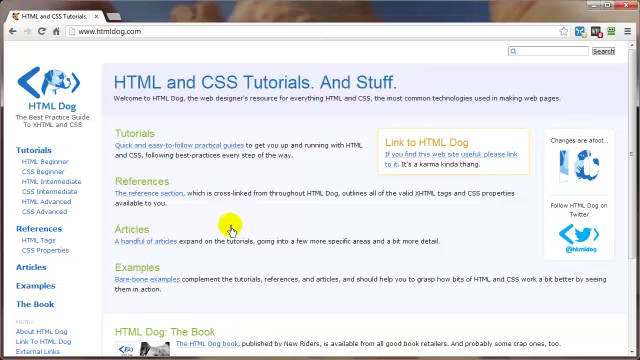 HTML and CSS Tutorials,
www.htmldog.com
Search
HTML Dog
The Best Practice Guide
To XHTML and CSS
Tutorials
HTML Beginner
CSS Beginner
HTML Intermediate
CSS Intermediate
HTML Advanced
CSS Advanced
References
HTML Tags
CSS Properties
Articles
Examples
The Book
Home
About HTML Dog
Link To HTML Dog
External Links
HTML and CSS Tutorials. And Stuff.
Welcome to HTML Dog, the web designer's resource for everything HTML and CSS, the most common technologies used in making web pages.
Tutorials
Quick and easy-to-follow practical guides to get you up and running with HTML
and CSS, following best-practices every step of the way.
References
The reference section, which is cross-linked from throughout HTML Dog, outlines all of the valid XHTML tags and CSS properties
available to you.
Articles
A handful of articles expand on the tutorials, going into a few more specific areas and a bit more detail.
Examples
Bare-bone examples complement the tutorials, references, and articles, and should help you to grasp how bits of HTML and CSS work a bit better by seeing
them in action.
HTML Dog: The Book
The HTML Dog book, published by New Riders, is available from all good book retailers. And probably some crap ones, too.
Link to HTML Dog
If you find this web site useful, please link
to it. It's a karma kinda thang.
Changes are afoot...
Follow HTML Dog on
Twitter
@htmldog